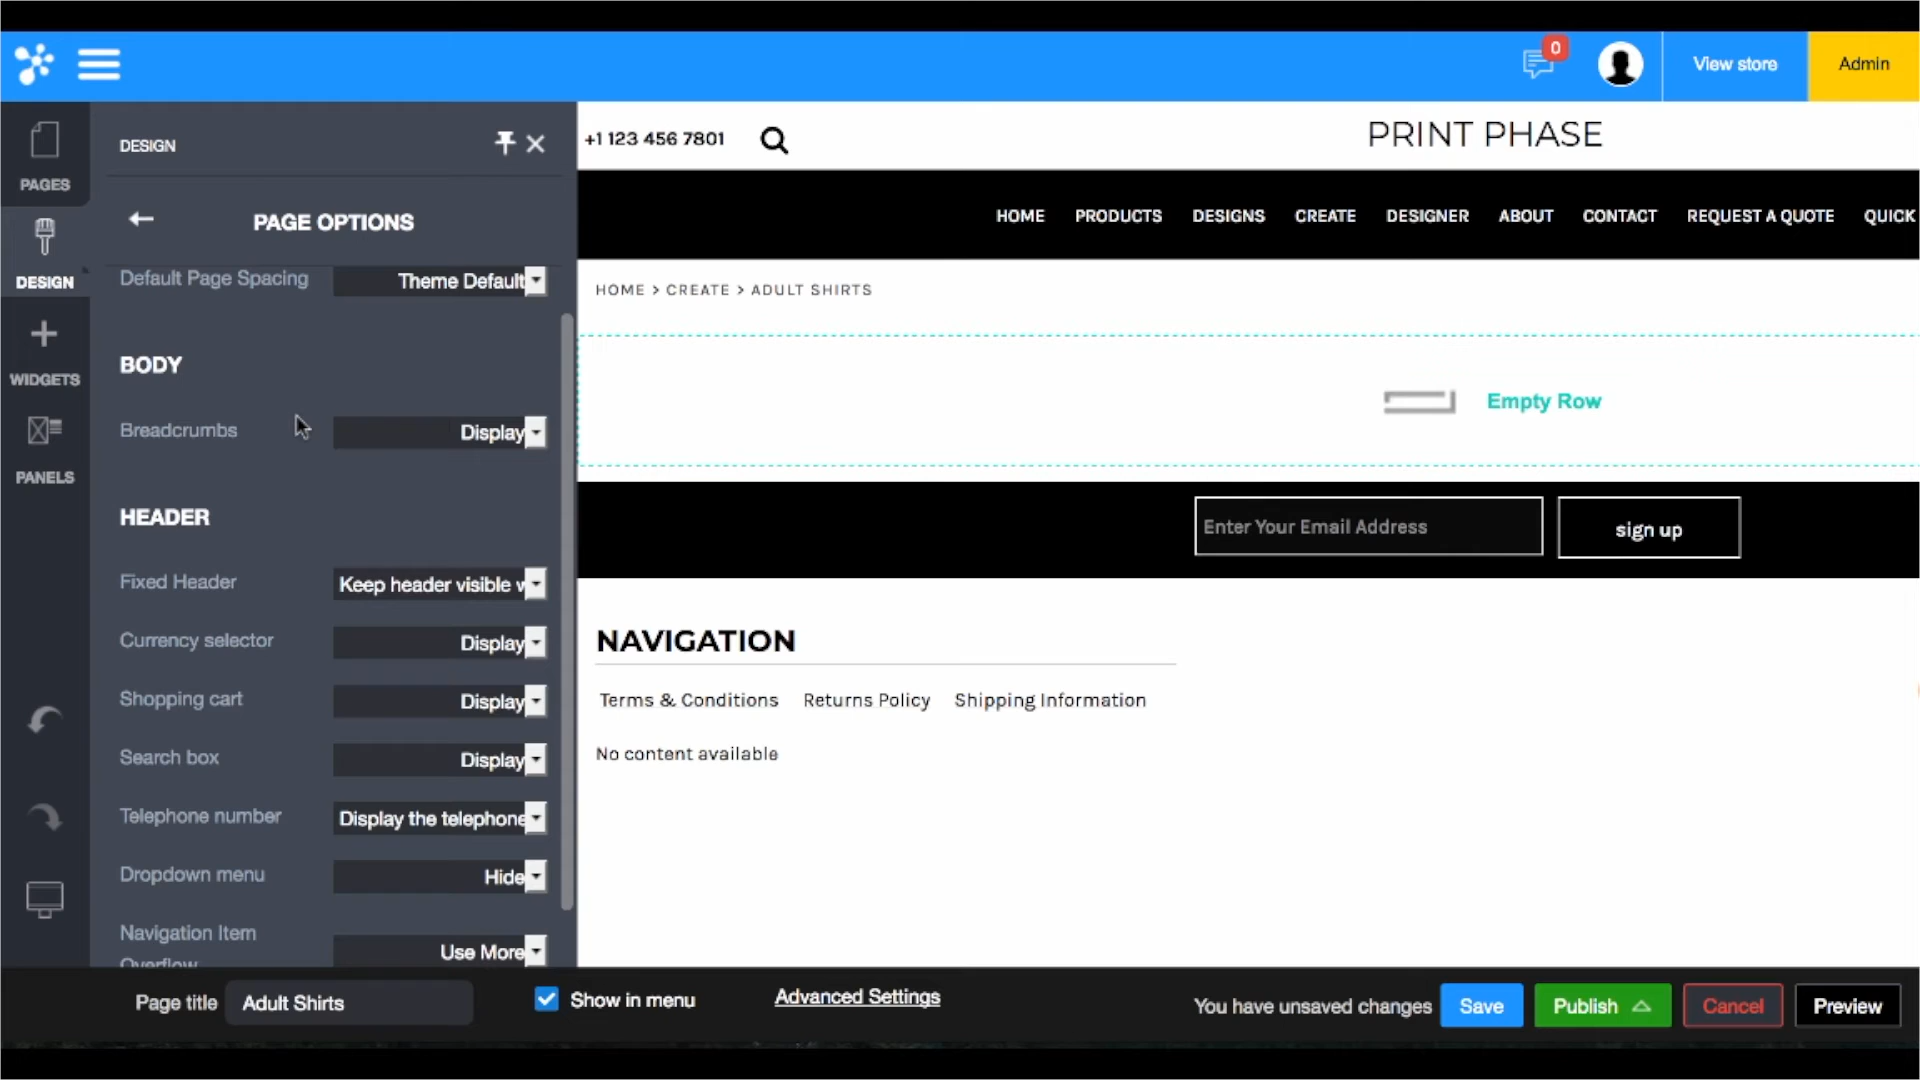 0
View store
Admin
PAGES
DESIGN
WIDGETS
PANELS
DESIGN
PAGE OPTIONS
Default Page Spacing Theme Default
BODY
Breadcrumbs Display
HEADER
Fixed Header Keep header visible w
Currency selector Display
Shopping cart Display
Search box Display
Telephone number Display the telephone
Dropdown menu Hide
Navigation Item Use More
Overflow
+1 123 456 7801
PRINT PHASE
HOME PRODUCTS DESIGNS CREATE DESIGNER ABOUT CONTACT REQUEST A QUOTE QUICK
HOME > CREATE > ADULT SHIRTS
Empty Row
Enter Your Email Address sign up
NAVIGATION
Terms & Conditions Returns Policy Shipping Information
No content available
Page title Adult Shirts Show in menu Advanced Settings You have unsaved changes Save Publish Cancel Preview